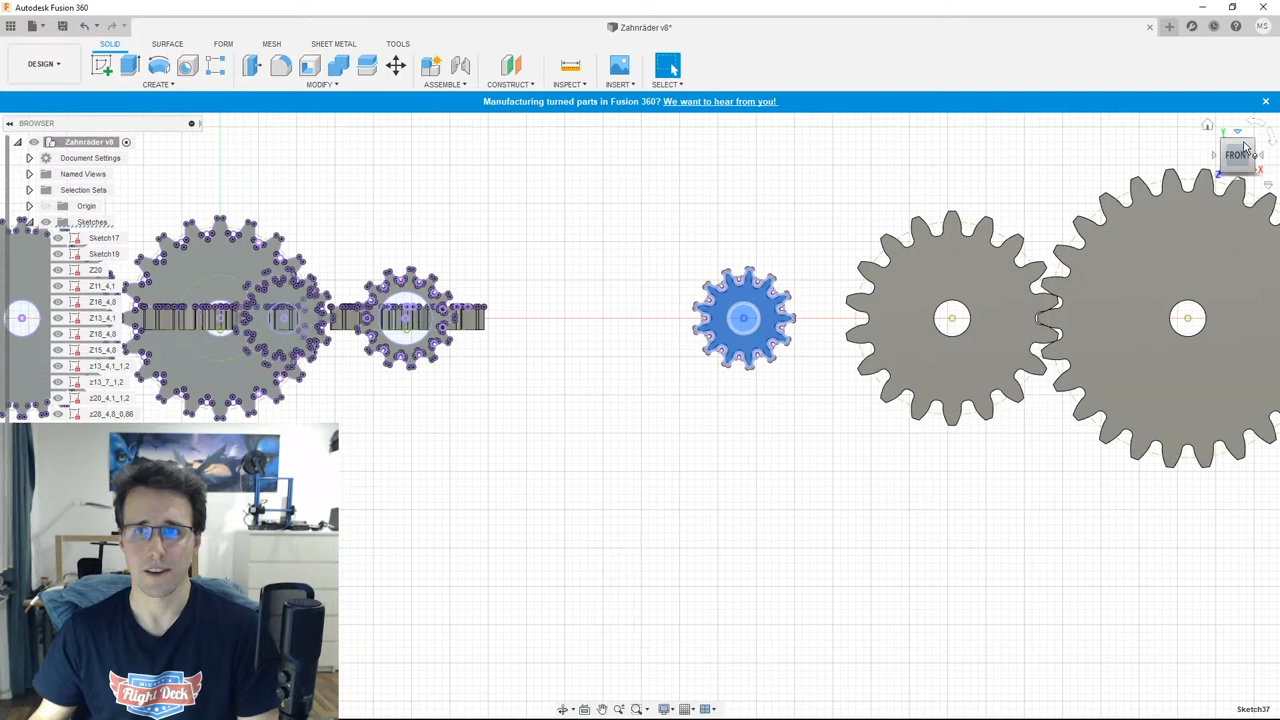 Autodesk Fusion 360
Zahnräder v8*
MS
SOLID SURFACE FORM MESH SHEET METAL TOOLS
DESIGN
CREATE MODIFY ASSEMBLE CONSTRUCT INSPECT INSERT SELECT
Manufacturing turned parts in Fusion 360? We want to hear from you!
BROWSER
Zahnräder v8
Document Settings
Named Views
Selection Sets
Origin
Sketches
Sketch17
Sketch19
Z20
Z11_4,1
Z16_4,8
Z13_4,1
Z18_4,8
Z15_4,8
z13_4,1_1,2
z13_7_1,2
z20_4,1_1,2
z28_4,8_0,86
Y
FRONT
X
Z
Flight Deck
Sketch37